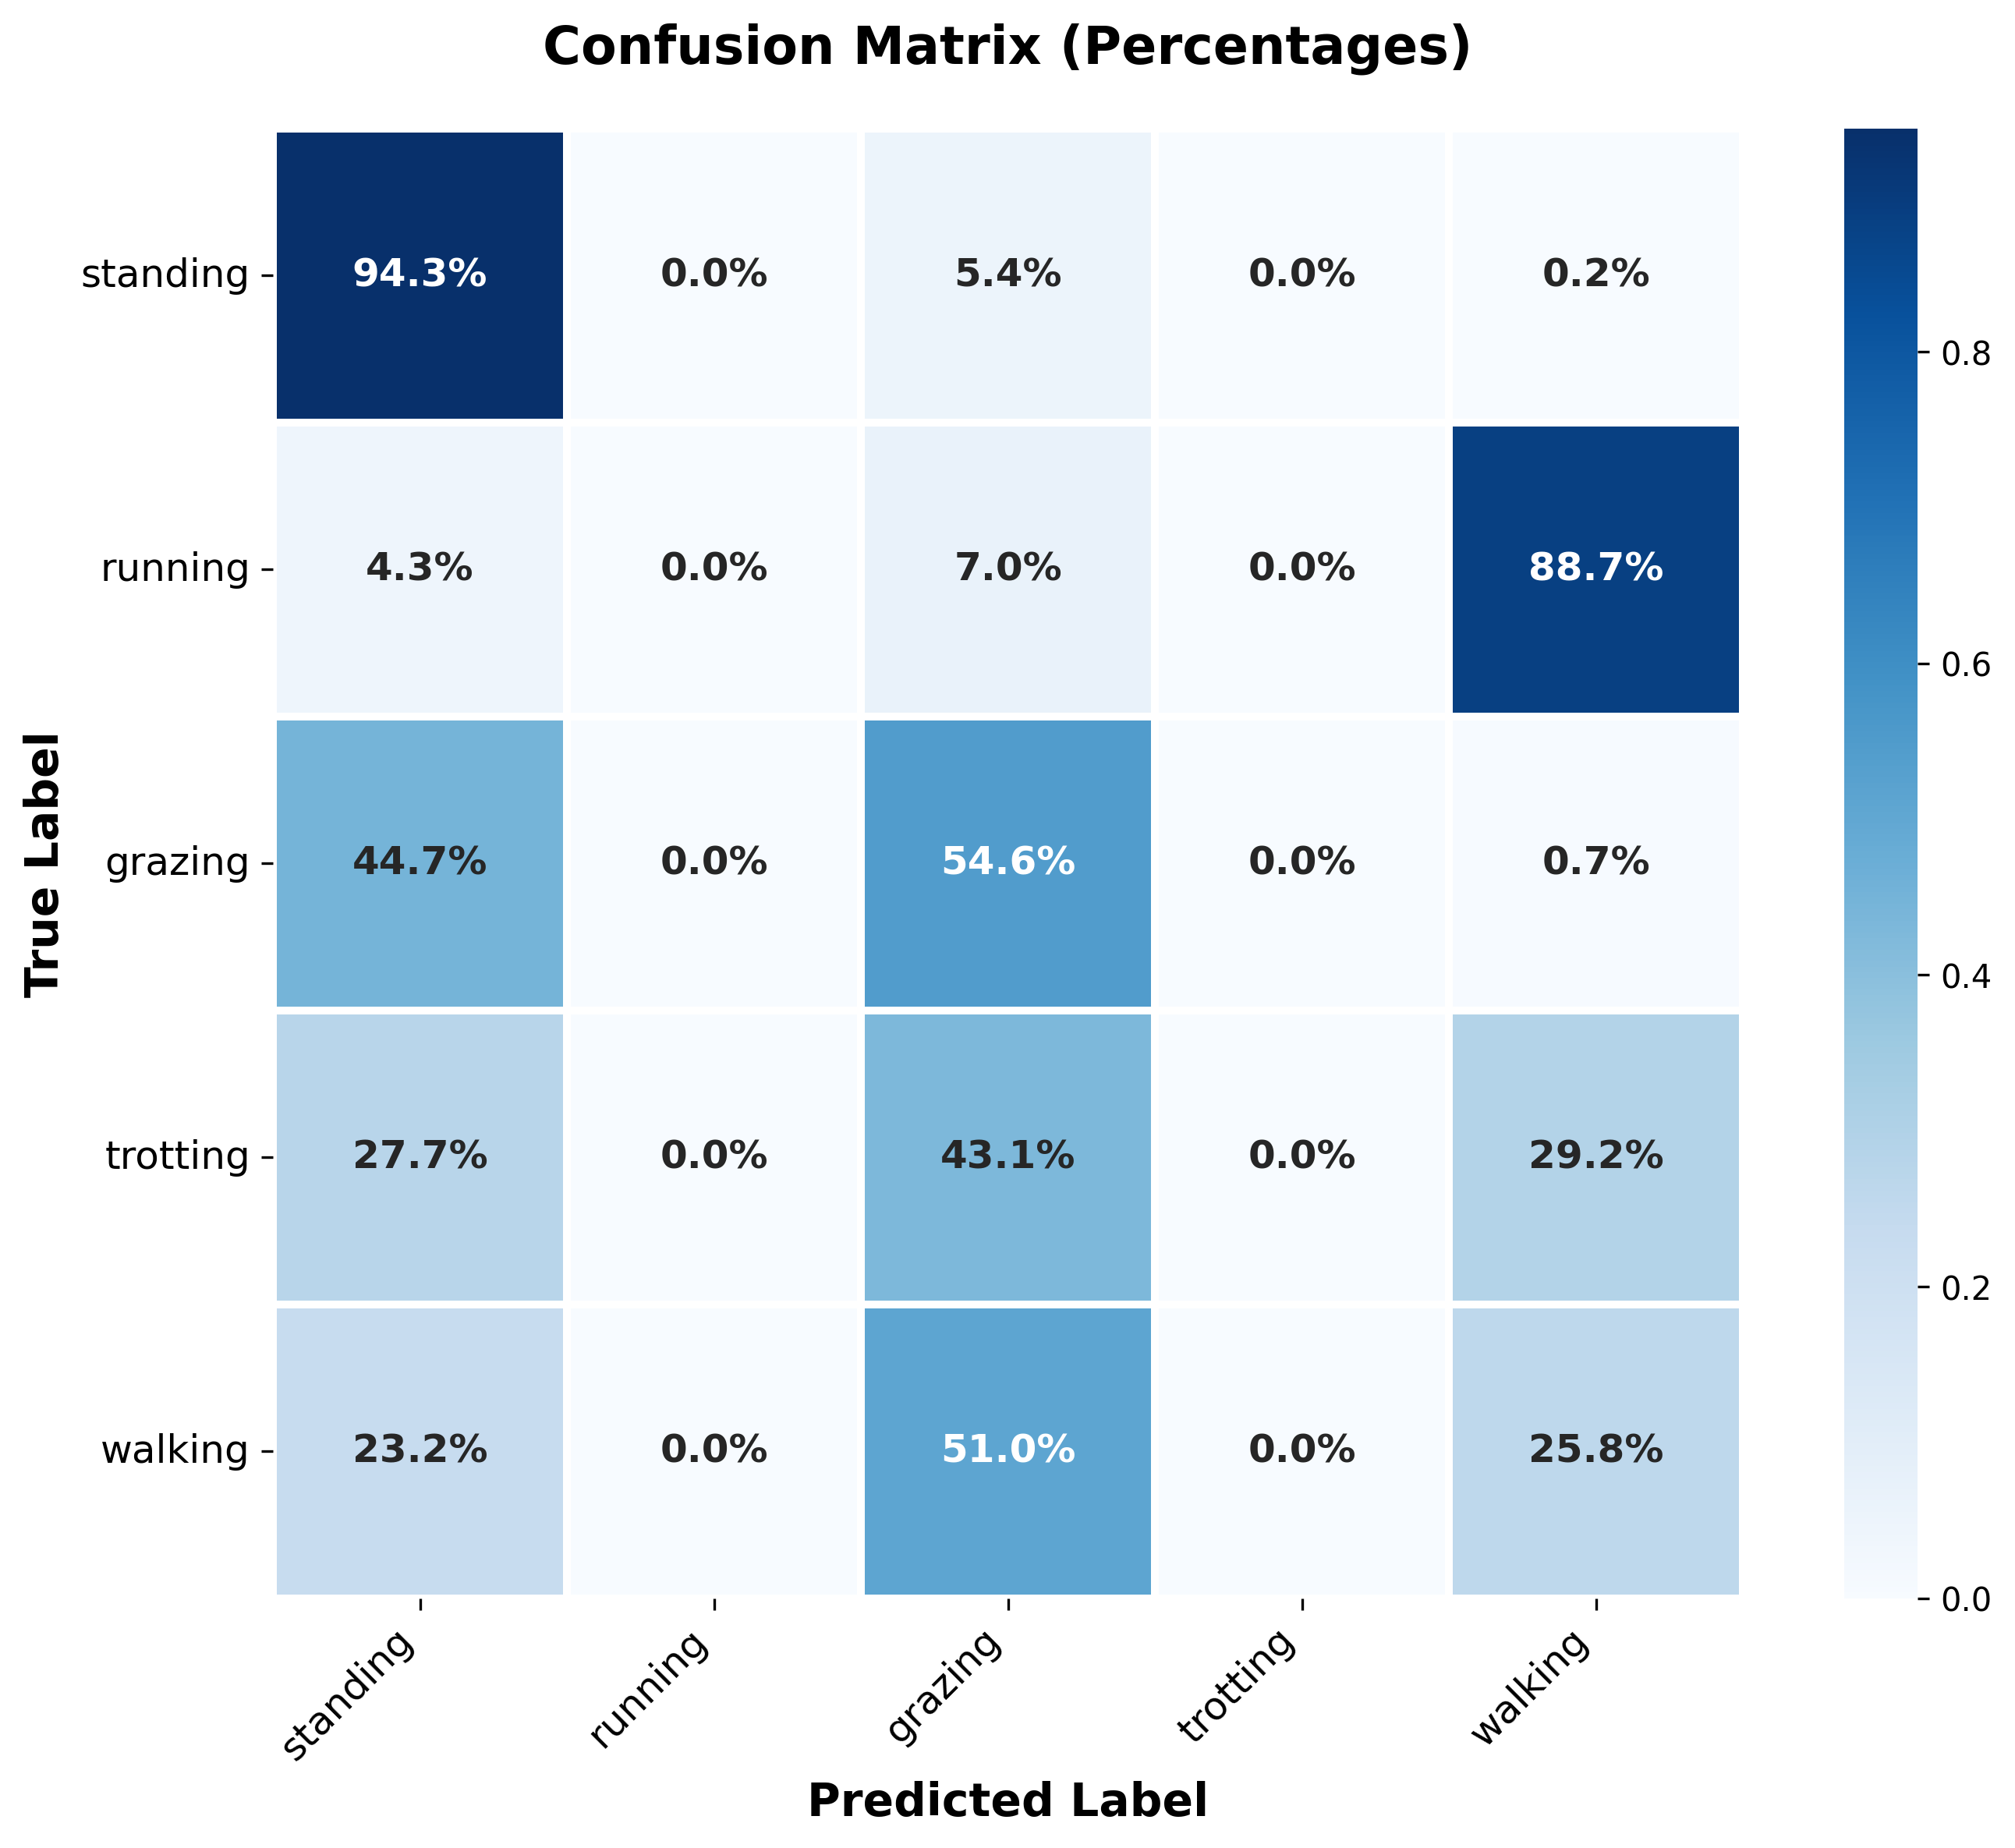 Confusion Matrix (Percentages)
True Label
standing 94.3% 0.0% 5.4% 0.0% 0.2%
running 4.3% 0.0% 7.0% 0.0% 88.7%
grazing 44.7% 0.0% 54.6% 0.0% 0.7%
trotting 27.7% 0.0% 43.1% 0.0% 29.2%
walking 23.2% 0.0% 51.0% 0.0% 25.8%
standing running grazing trotting walking
Predicted Label
0.8
0.6
0.4
0.2
0.0